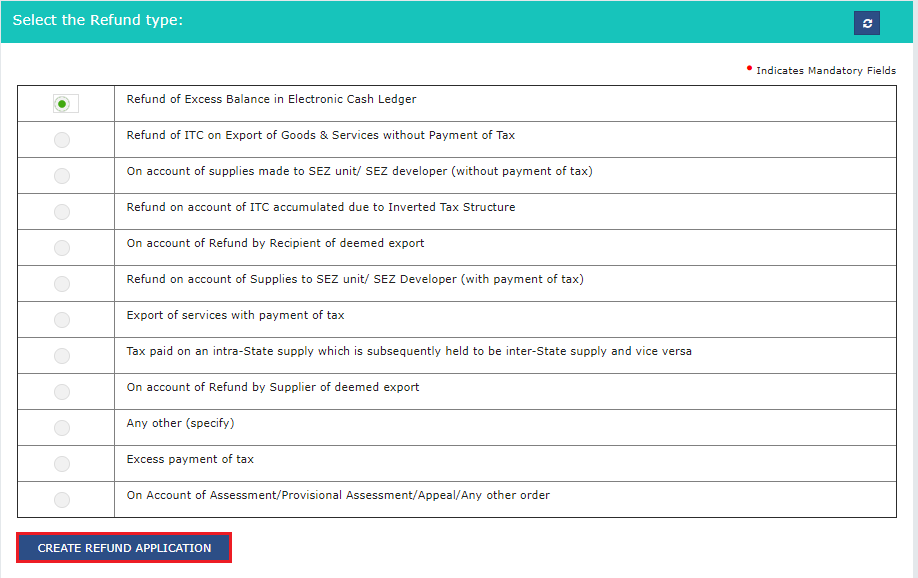 Select the Refund type:
• Indicates Mandatory Fields
Refund of Excess Balance in Electronic Cash Ledger
Refund of ITC on Export of Goods & Services without Payment of Tax
On account of supplies made to SEZ unit/ SEZ developer (without payment of tax)
Refund on account of ITC accumulated due to Inverted Tax Structure
On account of Refund by Recipient of deemed export
Refund on account of Supplies to SEZ unit/ SEZ Developer (with payment of tax)
Export of services with payment of tax
Tax paid on an intra-State supply which is subsequently held to be inter-State supply and vice versa
On account of Refund by Supplier of deemed export
Any other (specify)
Excess payment of tax
On Account of Assessment/Provisional Assessment/Appeal/Any other order
CREATE REFUND APPLICATION